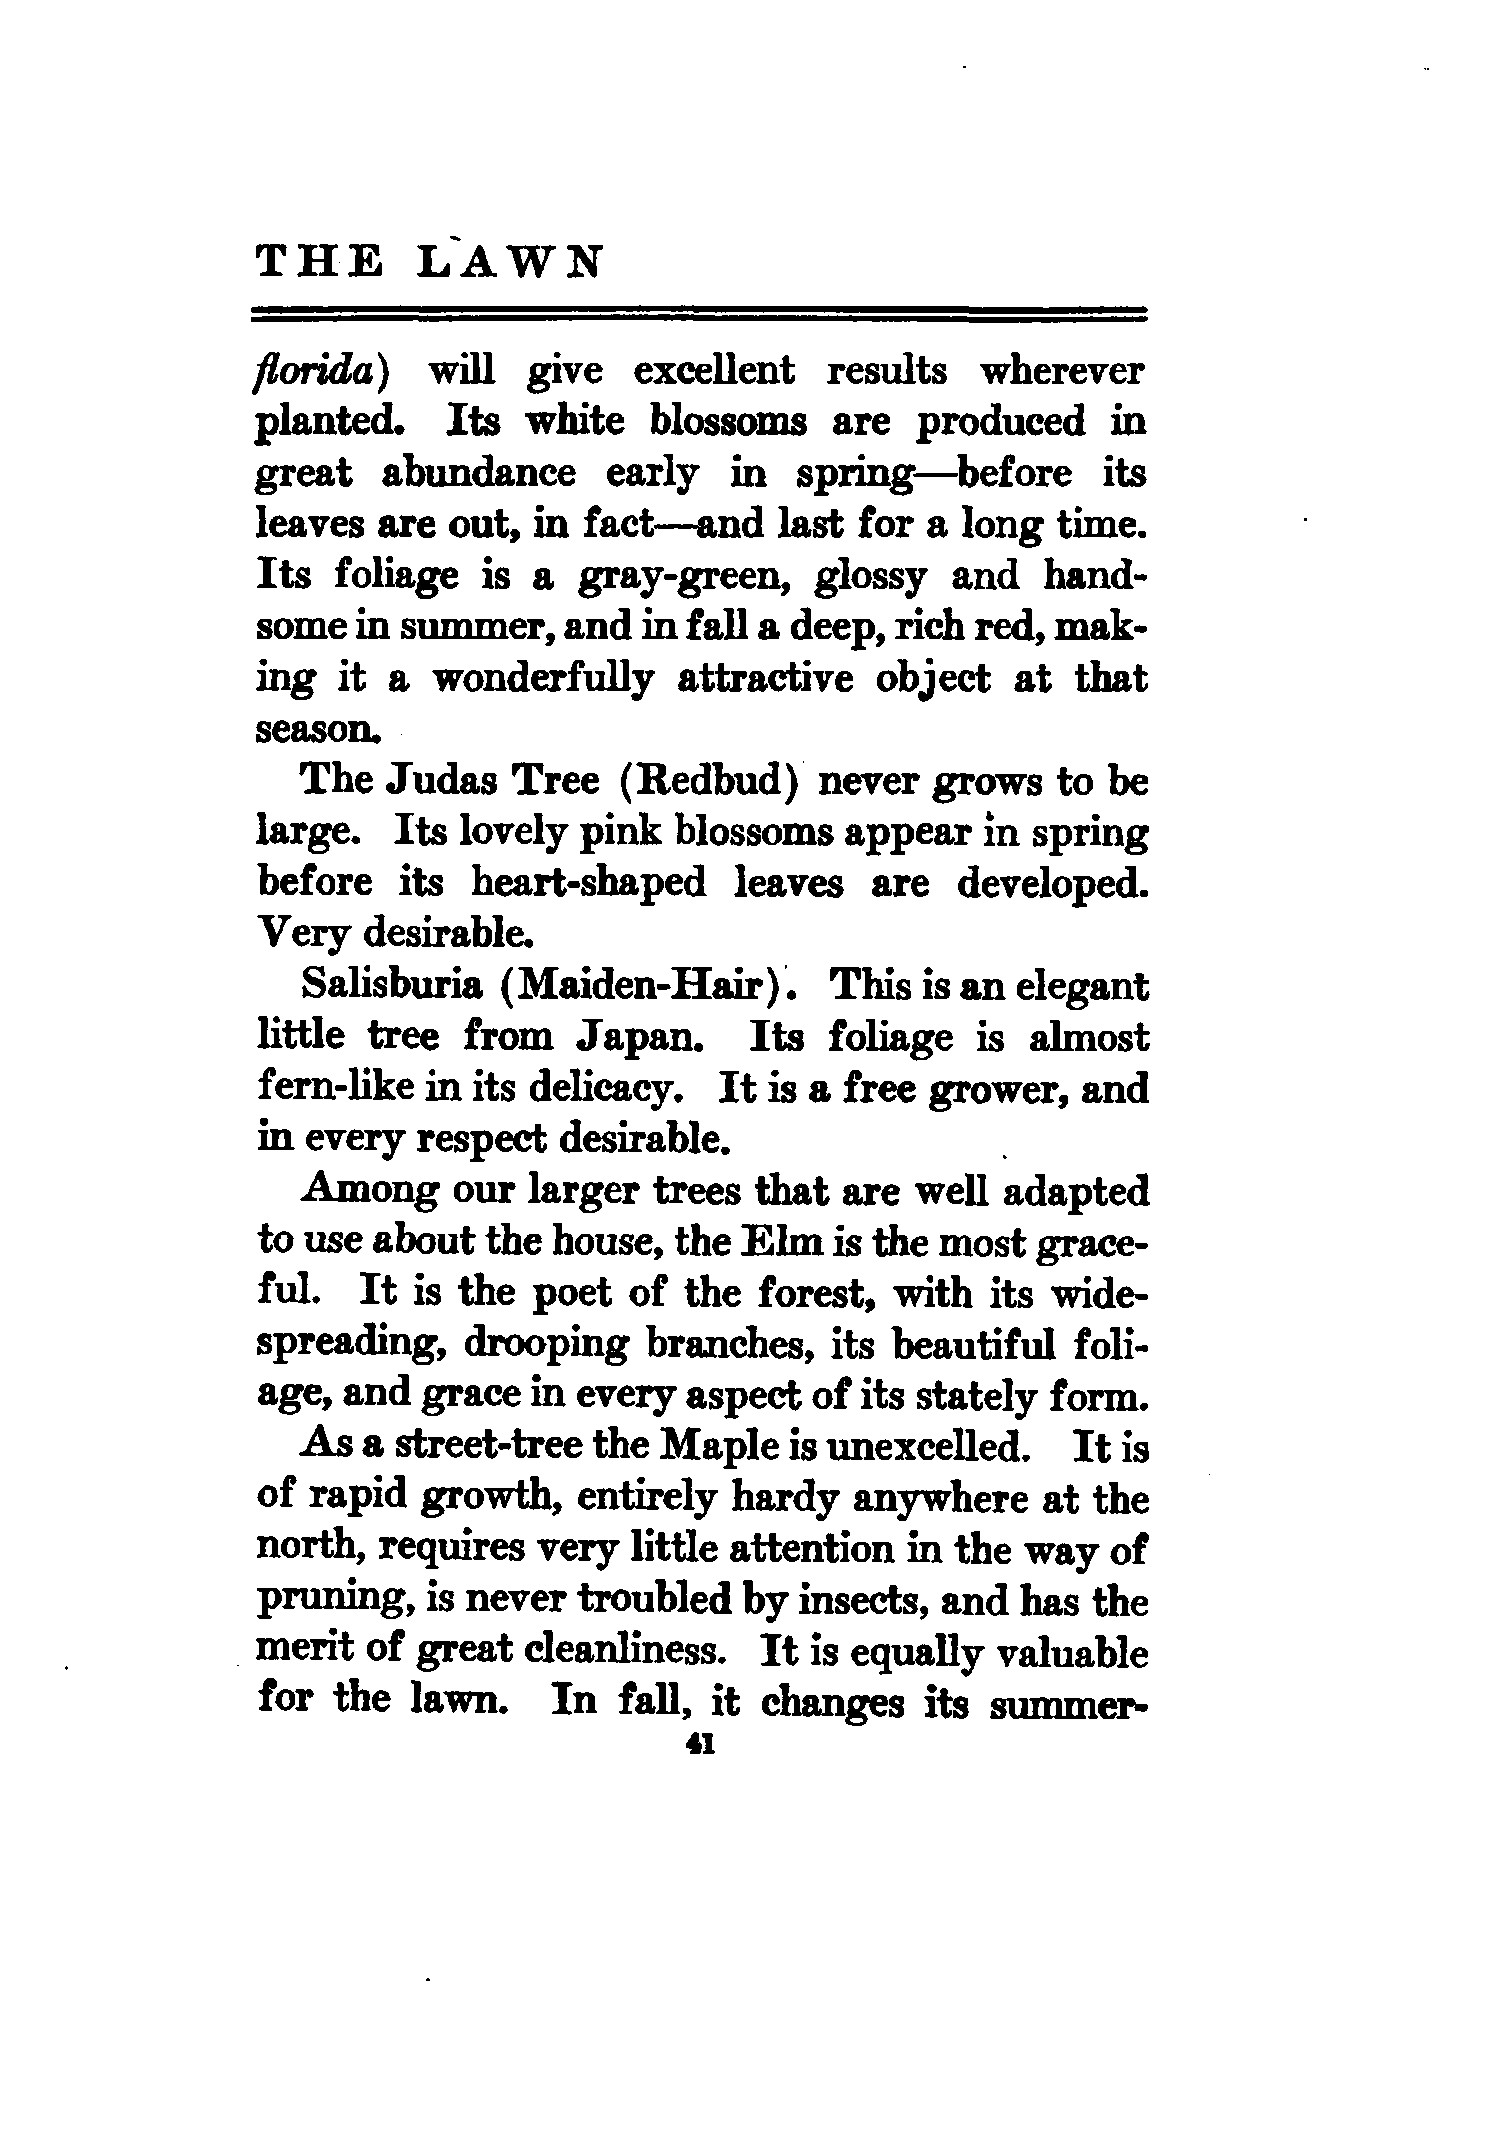 THE LAWN
florida) will give excellent results wherever
planted. Its white blossoms are produced in
great abundance early in spring—before its
leaves are out, in fact—and last for a long time.
Its foliage is a gray-green, glossy and hand-
some in summer, and in fall a deep, rich red, mak-
ing it a wonderfully attractive object at that
season.
The Judas Tree (Redbud) never grows to be
large. Its lovely pink blossoms appear in spring
before its heart-shaped leaves are developed.
Very desirable.
Salisburia (Maiden-Hair). This is an elegant
little tree from Japan. Its foliage is almost
fern-like in its delicacy. It is a free grower, and
in every respect desirable.
Among our larger trees that are well adapted
to use about the house, the Elm is the most grace-
ful. It is the poet of the forest, with its wide-
spreading, drooping branches, its beautiful foli-
age, and grace in every aspect of its stately form.
As a street-tree the Maple is unexcelled. It is
of rapid growth, entirely hardy anywhere at the
north, requires very little attention in the way of
pruning, is never troubled by insects, and has the
merit of great cleanliness. It is equally valuable
for the lawn. In fall, it changes its summer-
41